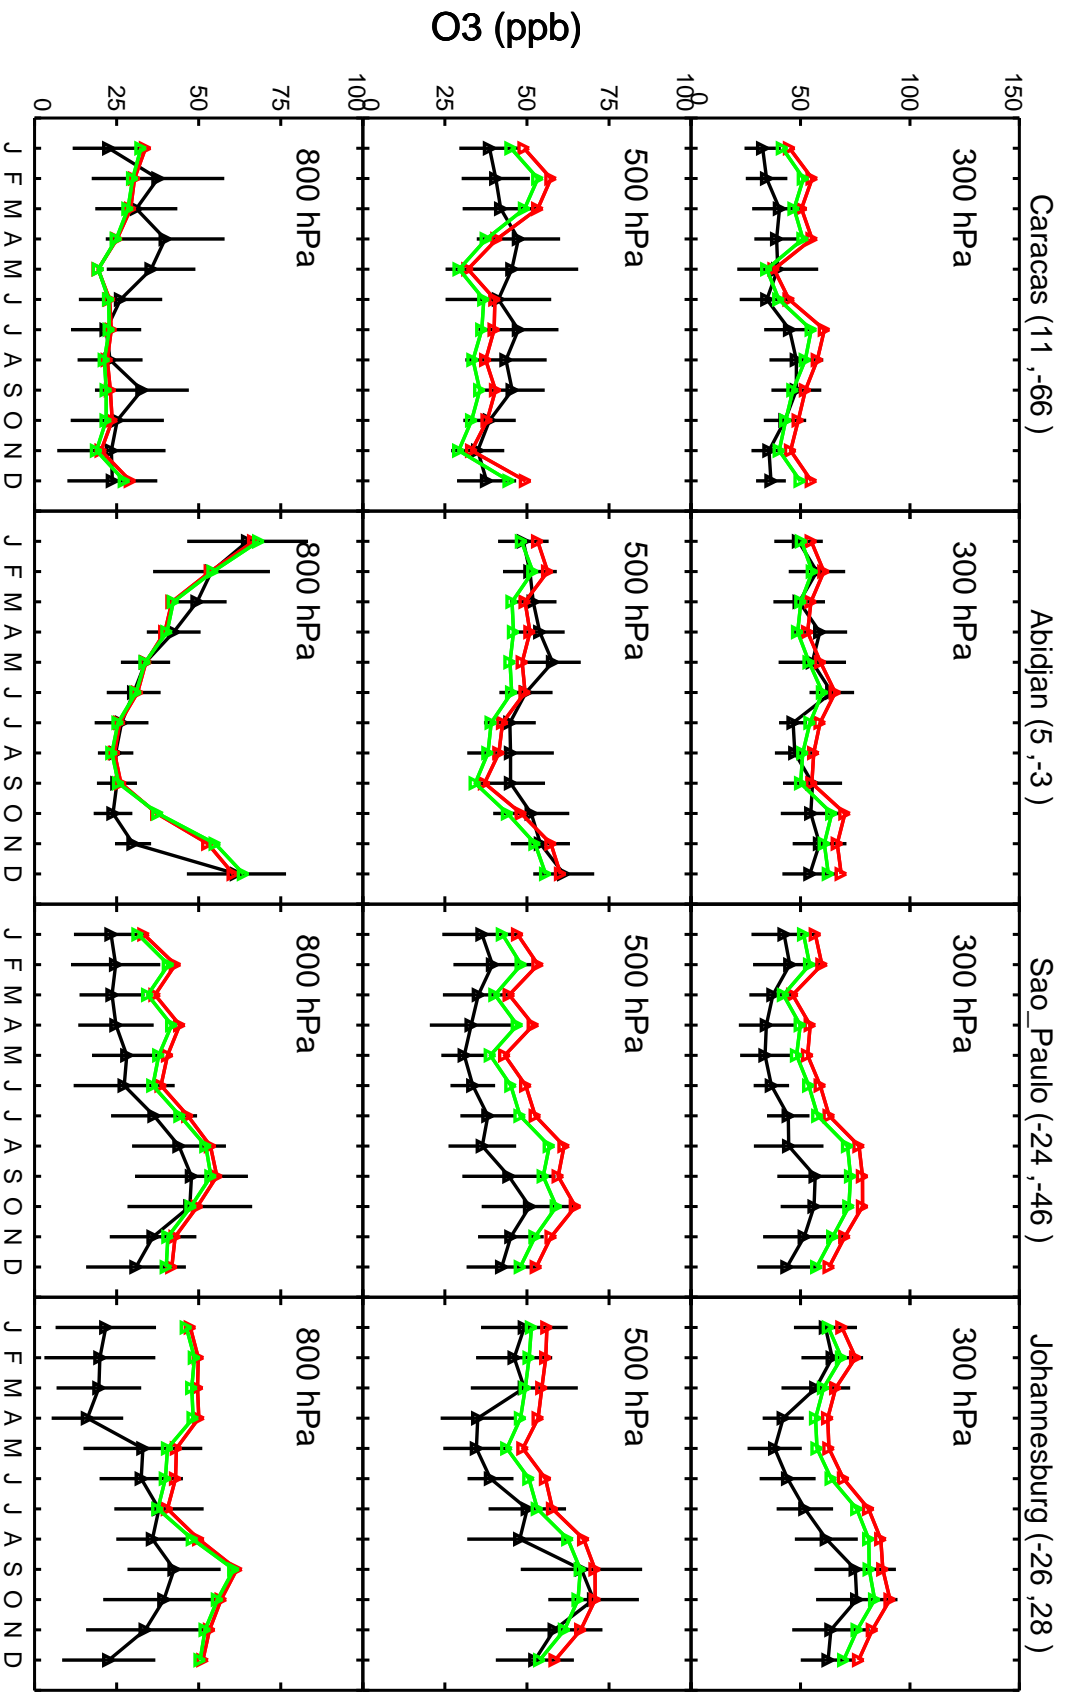 O3 (ppb)
Caracas (11 ,-66 )
Abidjan (5 ,-3 )
Sao_Paulo (-24 ,-46 )
Johannesburg (-26 ,28 )
150
100
50
0
300 hPa
300 hPa
300 hPa
300 hPa
100
75
50
25
0
500 hPa
500 hPa
500 hPa
500 hPa
100
75
50
25
0
800 hPa
800 hPa
800 hPa
800 hPa
J F M A M J J A S O N D
J F M A M J J A S O N D
J F M A M J J A S O N D
J F M A M J J A S O N D